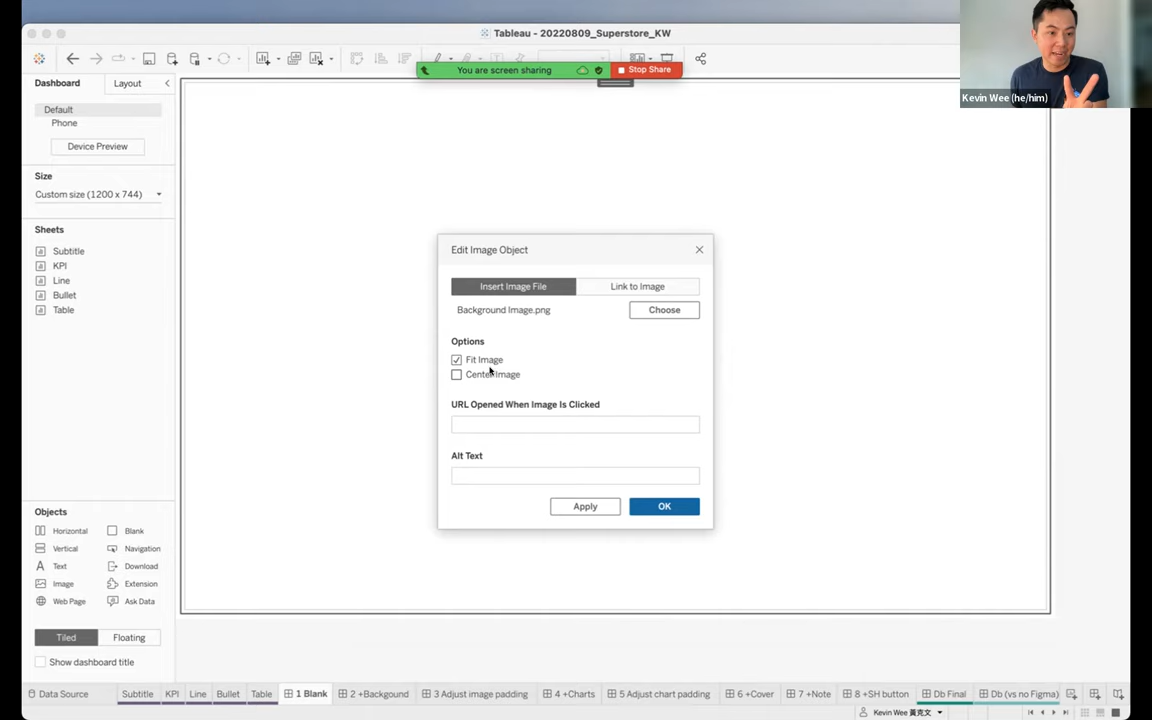 Tableau - 20220809_Superstore_KW
You are screen sharing
Stop Share
Kevin Wee (he/him)
Dashboard
Layout
Default
Phone
Device Preview
Size
Custom size (1200 x 744)
Sheets
Subtitle
KPI
Line
Bullet
Table
Edit Image Object
Insert Image File
Link to Image
Background Image.png
Choose
Options
Fit Image
Center Image
URL Opened When Image Is Clicked
Alt Text
Apply
OK
Objects
Horizontal
Blank
Vertical
Navigation
Text
Download
Image
Extension
Web Page
Ask Data
Tiled
Floating
Show dashboard title
Data Source
Subtitle
KPI
Line
Bullet
Table
1 Blank
2 +Backgound
3 Adjust image padding
4 +Charts
5 Adjust chart padding
6 +Cover
7 +Note
8 +SH button
Db Final
Db (vs no Figma)
Kevin Wee 黃克文